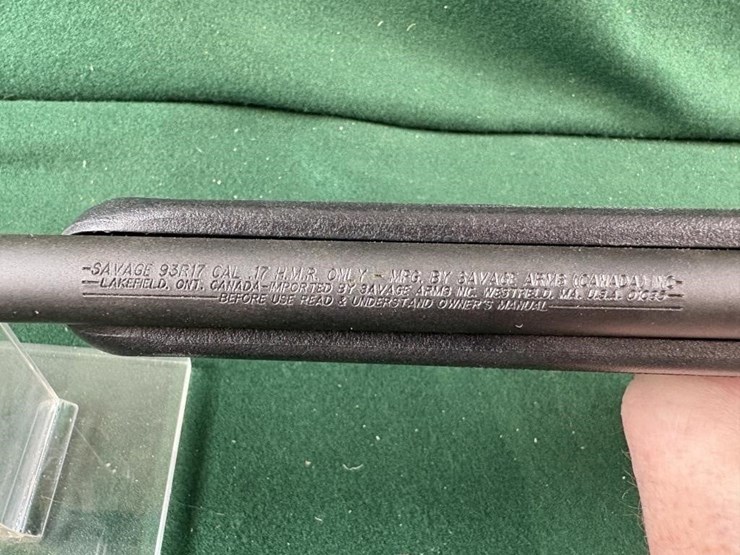 -SAVAGE 93R17 CAL .17 H.M.R. ONLY - MFG. BY SAVAGE ARMS (CANADA) INC-
-LAKEFIELD, ONT. CANADA-IMPORTED BY SAVAGE ARMS INC. WESTFIELD, MA. U.S.A. 01085-
BEFORE USE READ & UNDERSTAND OWNER'S MANUAL